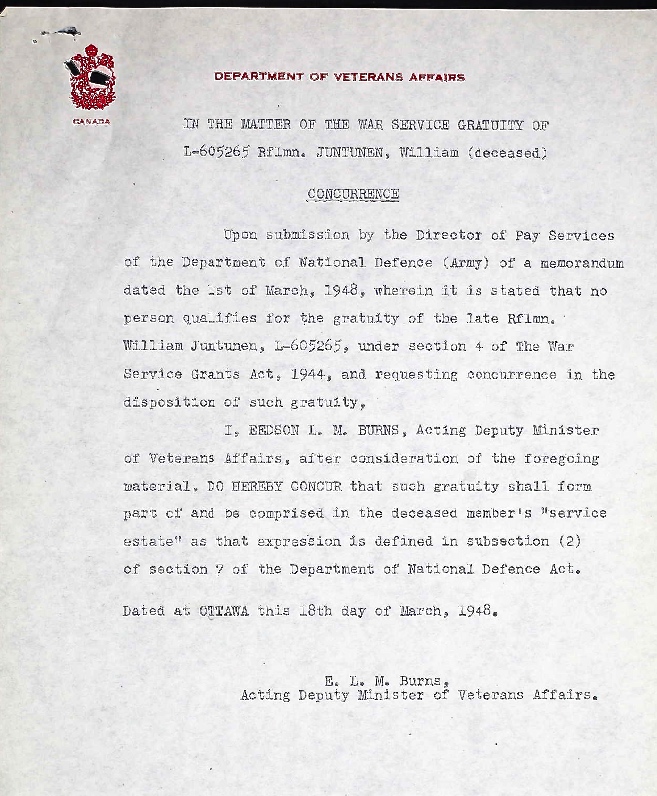 CANADA
DEPARTMENT OF VETERANS AFFAIRS
IN THE MATTER OF THE WAR SERVICE GRATUITY OF
L-605265 Rflmn. JUNTUNEN, William (deceased)
CONCURRENCE
Upon submission by the Director of Pay Services
of the Department of National Defence (Army) of a memorandum
dated the 1st of March, 1948, wherein it is stated that no
person qualifies for the gratuity of the late Rflmn.
William Juntunen, L-605265, under section 4 of The War
Service Grants Act, 1944, and requesting concurrence in the
disposition of such gratuity,
I, EEDSON L. M. BURNS, Acting Deputy Minister
of Veterans Affairs, after consideration of the foregoing
material, DO HEREBY CONCUR that such gratuity shall form
part of and be comprised in the deceased member's "service
estate" as that expression is defined in subsection (2)
of section 9 of the Department of National Defence Act.
Dated at OTTAWA this 18th day of March, 1948.
E. L. M. Burns,
Acting Deputy Minister of Veterans Affairs.